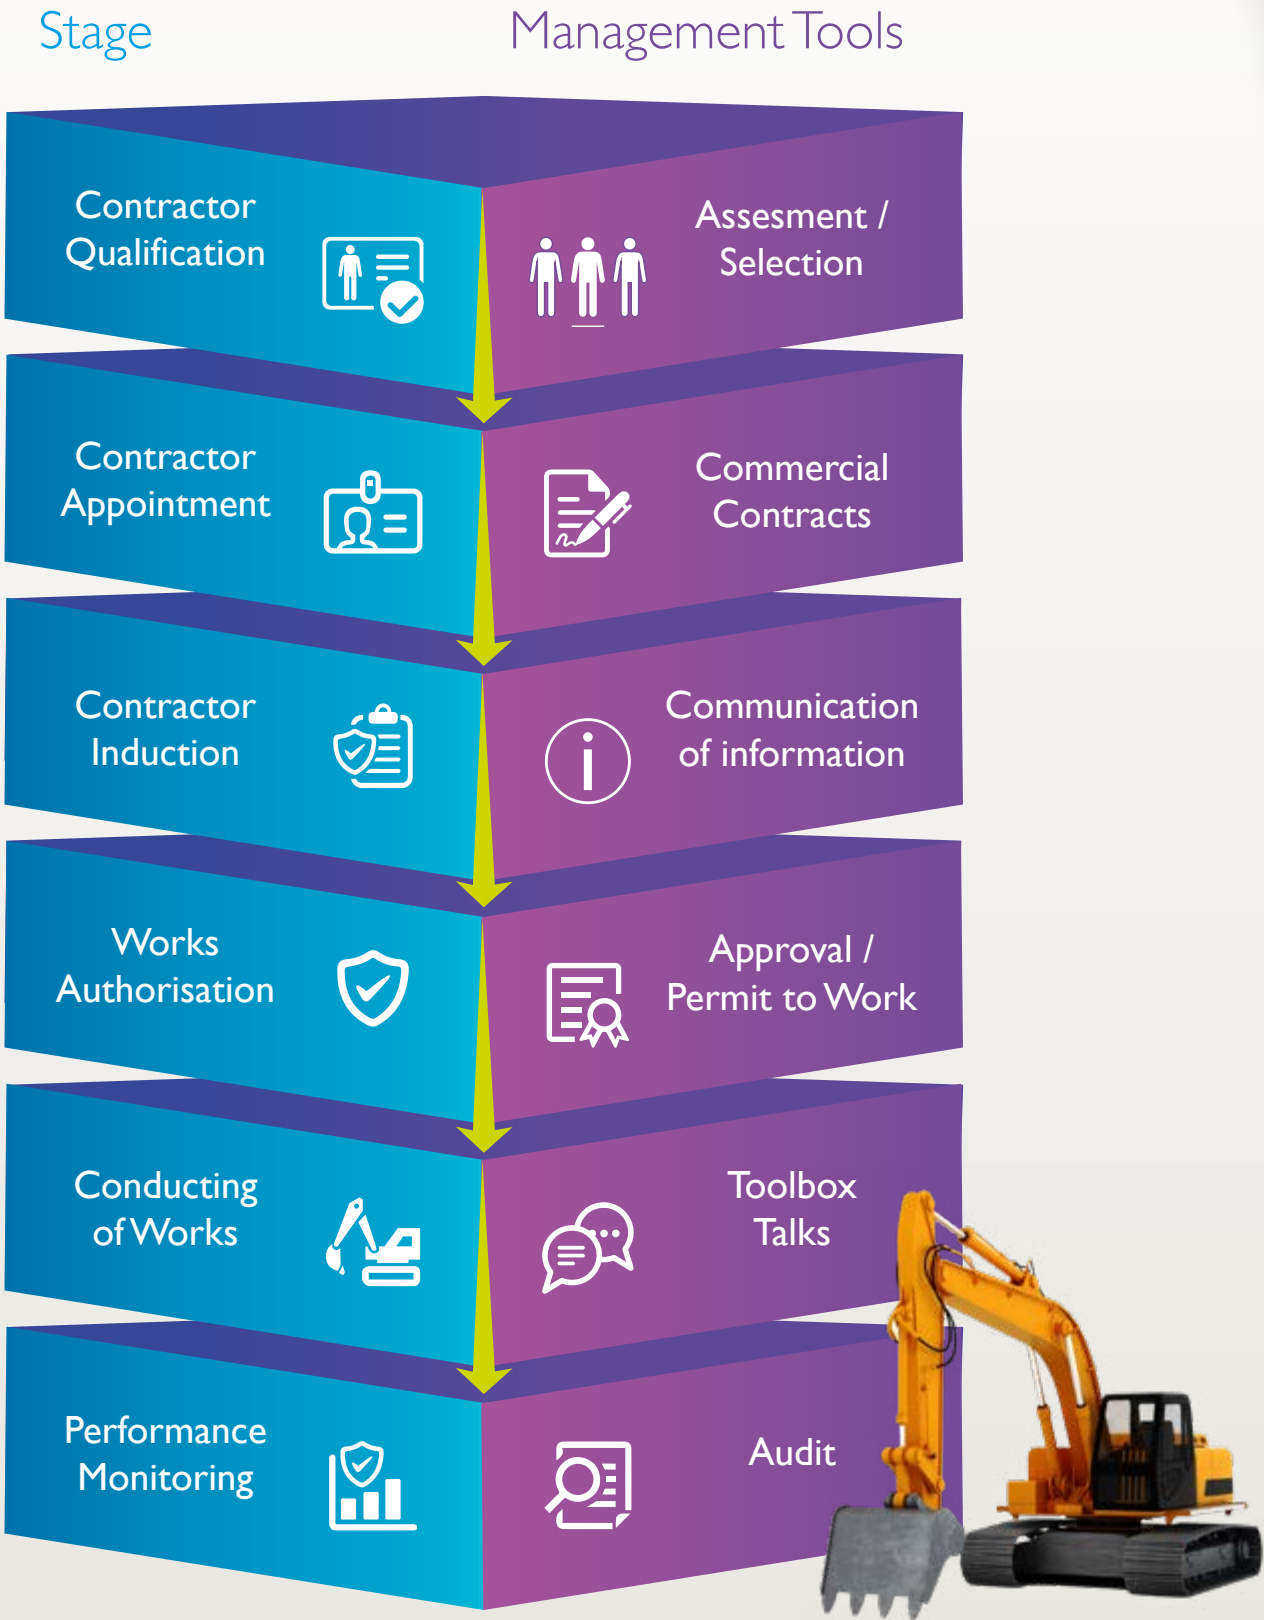 Stage
Management Tools
Contractor
Qualification
Assesment /
Selection
Contractor
Appointment
Commercial
Contracts
Contractor
Induction
Communication
of information
Works
Authorisation
Approval /
Permit to Work
Conducting
of Works
Toolbox
Talks
Performance
Monitoring
Audit